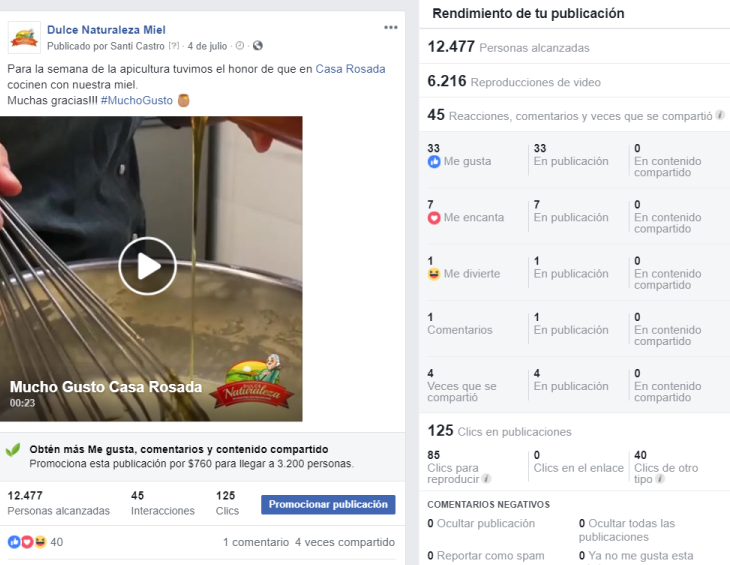 Dulce Naturaleza Miel
Publicado por Santi Castro [?] · 4 de julio ·
Para la semana de la apicultura tuvimos el honor de que en Casa Rosada
cocinen con nuestra miel.
Muchas gracias!!! #MuchoGusto 🍯
DULCE
Naturaleza
Mucho Gusto Casa Rosada
00:23
Obtén más Me gusta, comentarios y contenido compartido
Promociona esta publicación por $760 para llegar a 3.200 personas.
12.477 45 125
Personas alcanzadas Interacciones Clics
Promocionar publicación
40 1 comentario 4 veces compartido
Rendimiento de tu publicación
12.477 Personas alcanzadas
6.216 Reproducciones de video
45 Reacciones, comentarios y veces que se compartió
33 33 0
Me gusta En publicación En contenido
compartido
7 7 0
Me encanta En publicación En contenido
compartido
1 1 0
Me divierte En publicación En contenido
compartido
1 1 0
Comentarios En publicación En contenido
compartido
4 4 0
Veces que se En publicación En contenido
compartió compartido
125 Clics en publicaciones
85 0 40
Clics para Clics en el enlace Clics de otro
reproducir tipo
COMENTARIOS NEGATIVOS
0 Ocultar publicación 0 Ocultar todas las
publicaciones
0 Reportar como spam 0 Ya no me gusta esta